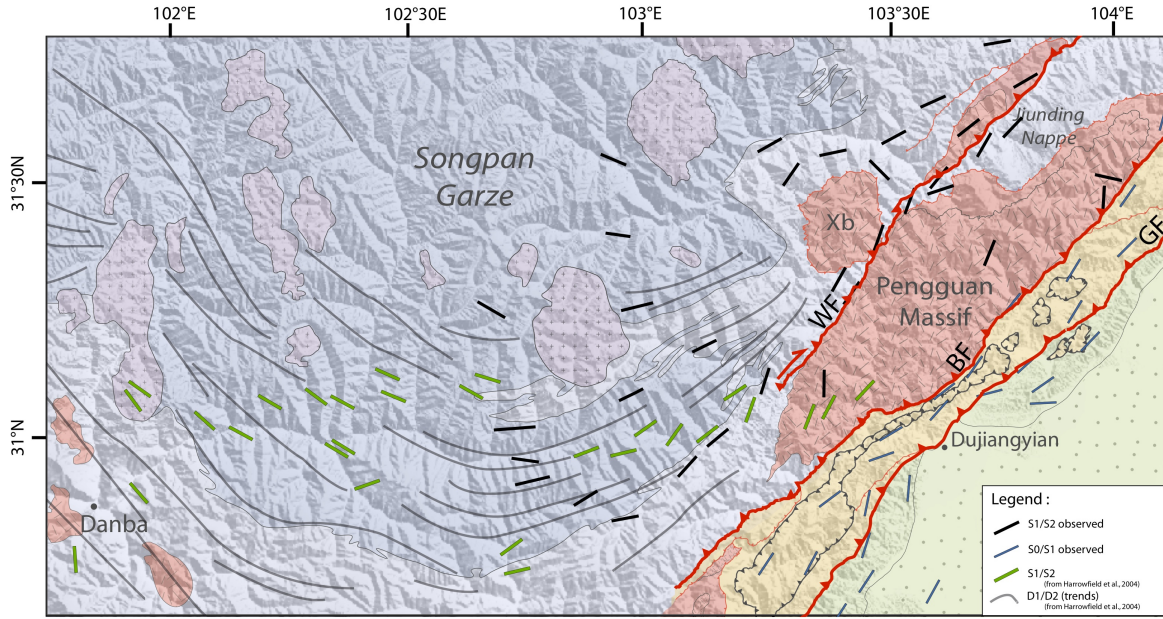 102°E
102°30E
103°E
103°30E
104°E
31°30N
31°N
Songpan
Garze
Jiunding
Nappe
Xb
Pengguan
Massif
WF
BF
GF
Dujiangyian
Danba
Legend :
S1/S2 observed
S0/S1 observed
S1/S2
(from Harrowfield et al., 2004)
D1/D2 (trends)
(from Harrowfield et al., 2004)